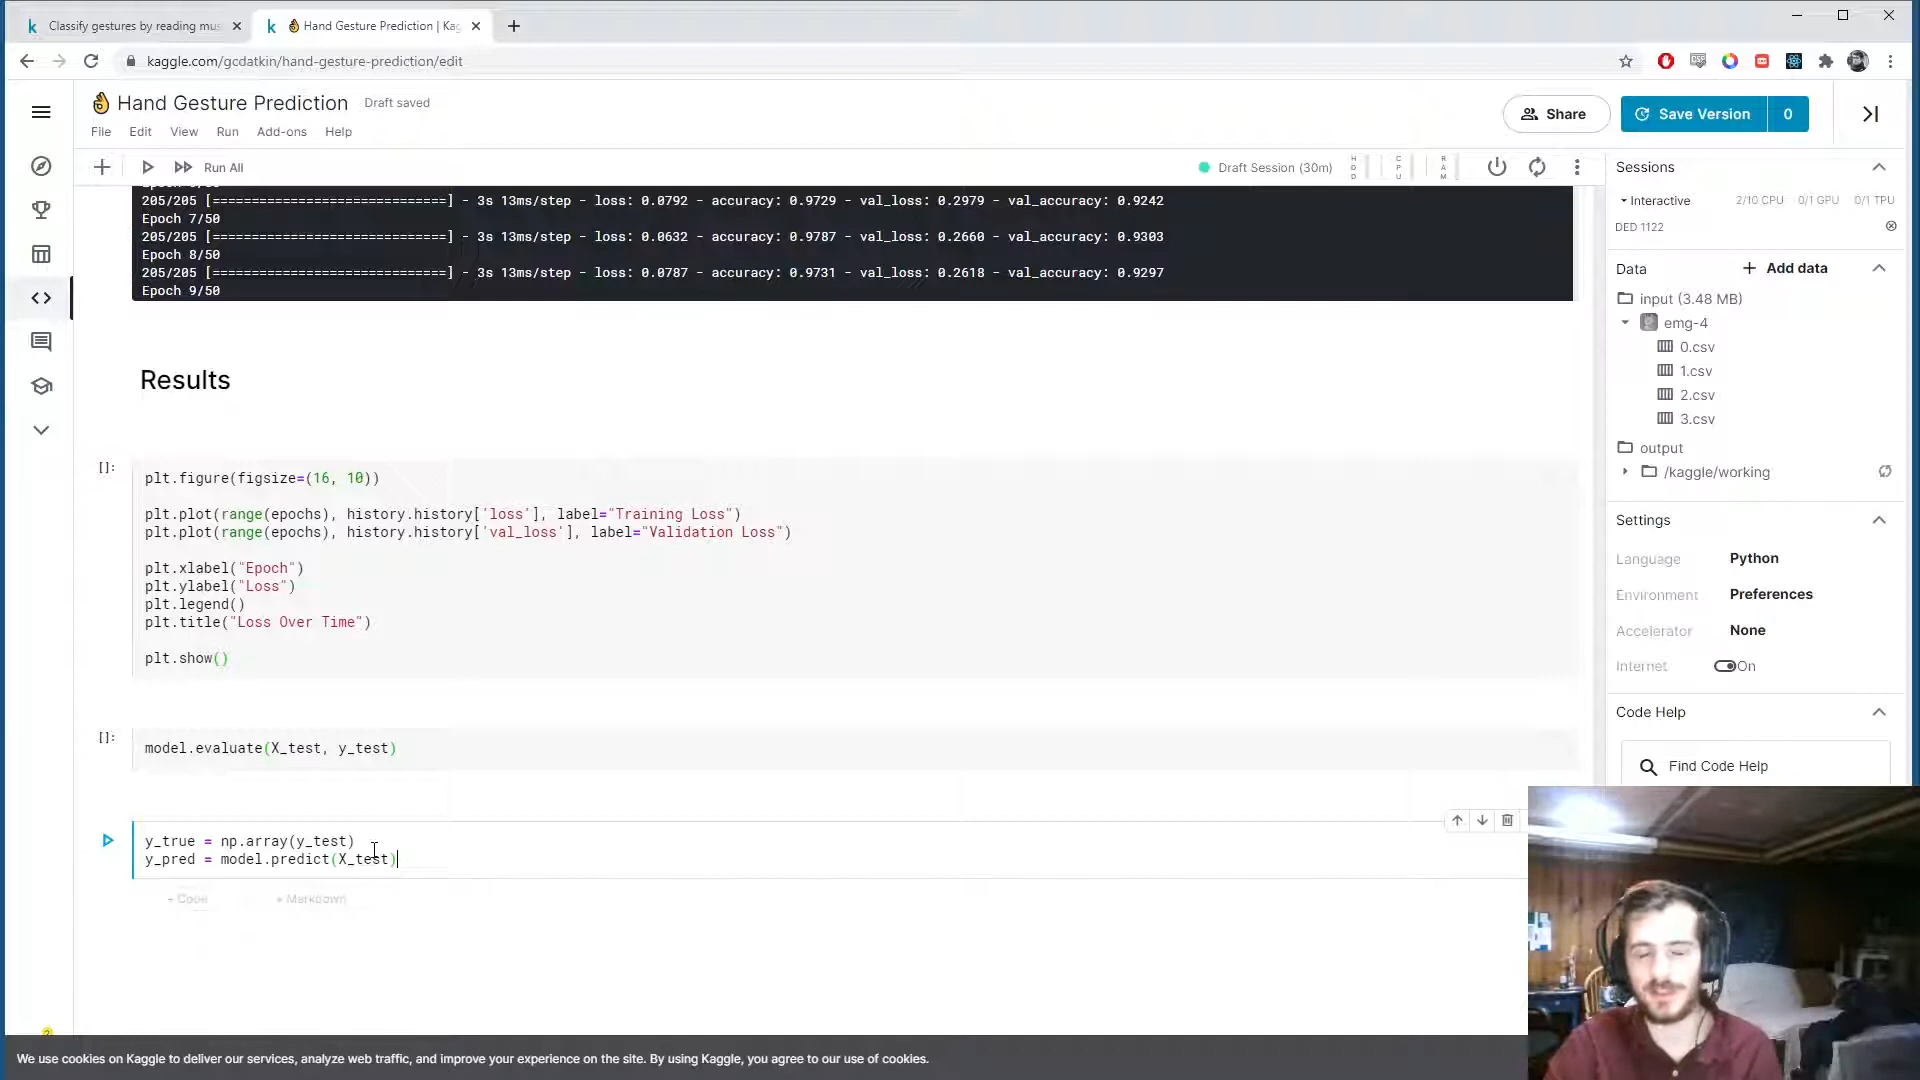 Classify gestures by reading mus
Hand Gesture Prediction | Kag
kaggle.com/gcdatkin/hand-gesture-prediction/edit
Hand Gesture Prediction
Draft saved
Share
Save Version
0
File
Edit
View
Run
Add-ons
Help
Run All
Draft Session (30m)
HDD
CPU
RAM
205/205 [==============================] - 3s 13ms/step - loss: 0.0792 - accuracy: 0.9729 - val_loss: 0.2979 - val_accuracy: 0.9242
Epoch 7/50
205/205 [==============================] - 3s 13ms/step - loss: 0.0632 - accuracy: 0.9787 - val_loss: 0.2660 - val_accuracy: 0.9303
Epoch 8/50
205/205 [==============================] - 3s 13ms/step - loss: 0.0787 - accuracy: 0.9731 - val_loss: 0.2618 - val_accuracy: 0.9297
Epoch 9/50
Results
[]:
plt.figure(figsize=(16, 10))
plt.plot(range(epochs), history.history['loss'], label="Training Loss")
plt.plot(range(epochs), history.history['val_loss'], label="Validation Loss")
plt.xlabel("Epoch")
plt.ylabel("Loss")
plt.legend()
plt.title("Loss Over Time")
plt.show()
[]:
model.evaluate(X_test, y_test)
y_true = np.array(y_test)
y_pred = model.predict(X_test)
+ Code
+ Markdown
Sessions
Interactive
2/10 CPU
0/1 GPU
0/1 TPU
DED 1122
Data
+ Add data
input (3.48 MB)
emg-4
0.csv
1.csv
2.csv
3.csv
output
/kaggle/working
Settings
Language
Python
Environment
Preferences
Accelerator
None
Internet
On
Code Help
Find Code Help
We use cookies on Kaggle to deliver our services, analyze web traffic, and improve your experience on the site. By using Kaggle, you agree to our use of cookies.